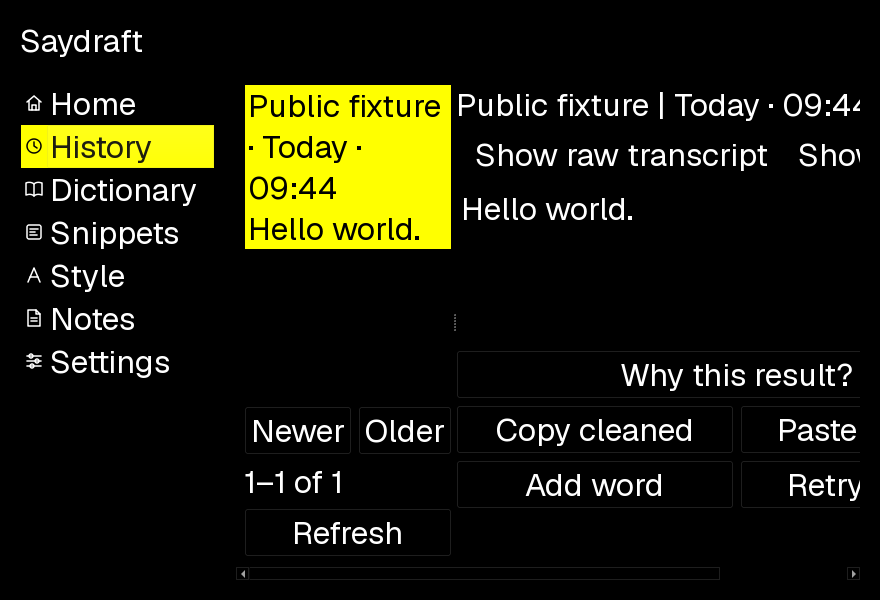 Saydraft
Home
History
Dictionary
Snippets
Style
Notes
Settings
Public fixture
· Today ·
09:44
Hello world.
Newer Older
1–1 of 1
Refresh
Public fixture | Today · 09:44
Show raw transcript
Hello world.
Why this result?
Copy cleaned Paste
Add word Retry